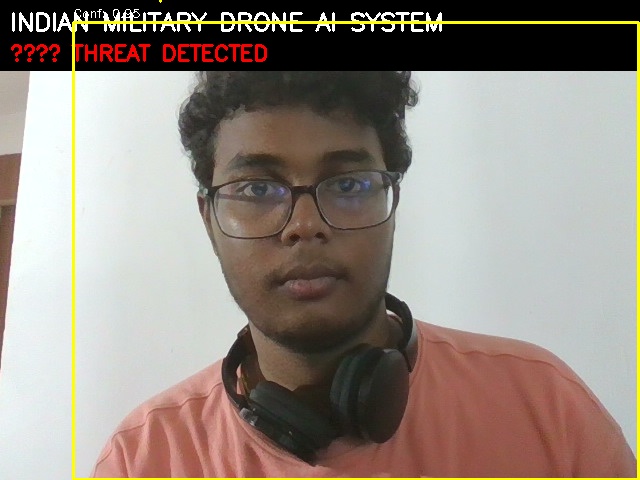 Conf: 0.95
INDIAN MILITARY DRONE AI SYSTEM
???? THREAT DETECTED